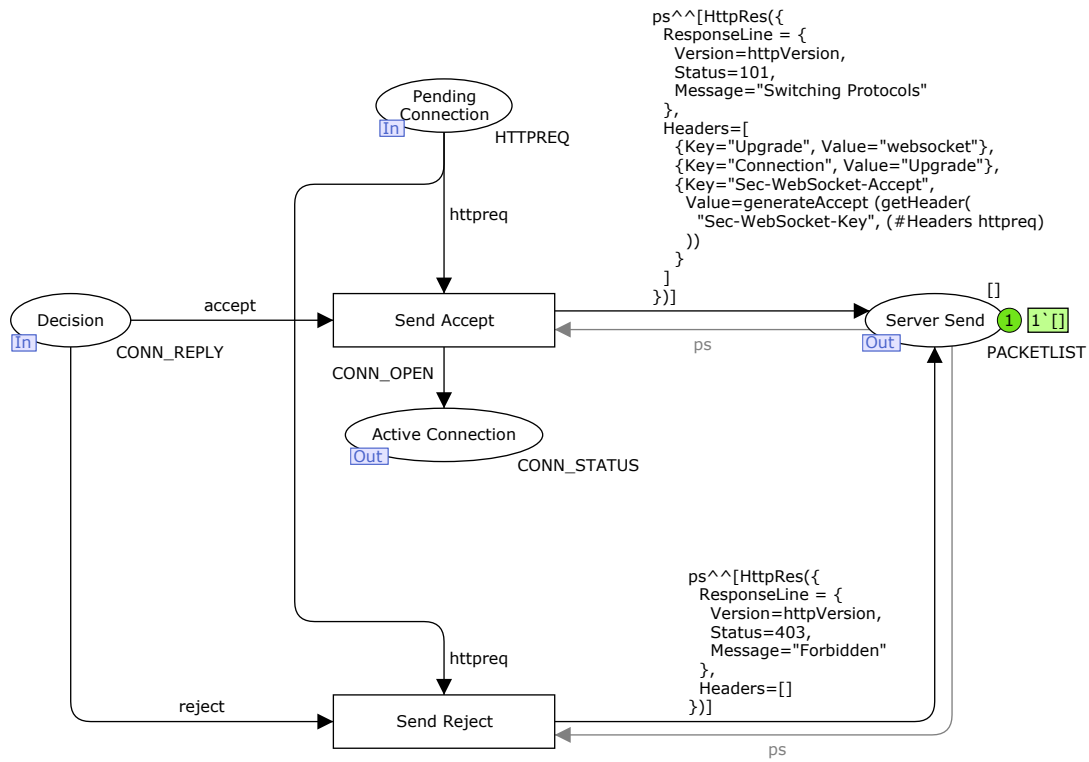 ps^^[HttpRes({
ResponseLine = {
Version=httpVersion,
Status=101,
Message="Switching Protocols"
},
Headers=[
{Key="Upgrade", Value="websocket"},
{Key="Connection", Value="Upgrade"},
{Key="Sec-WebSocket-Accept",
Value=generateAccept (getHeader(
"Sec-WebSocket-Key", (#Headers httpreq)
))
}
]
})]
Pending
Connection
In
HTTPREQ
httpreq
Decision
In
CONN_REPLY
accept
Send Accept
ps
[]
Server Send
Out
1
1`[]
PACKETLIST
CONN_OPEN
Active Connection
Out
CONN_STATUS
ps^^[HttpRes({
ResponseLine = {
Version=httpVersion,
Status=403,
Message="Forbidden"
},
Headers=[]
})]
httpreq
reject
Send Reject
ps